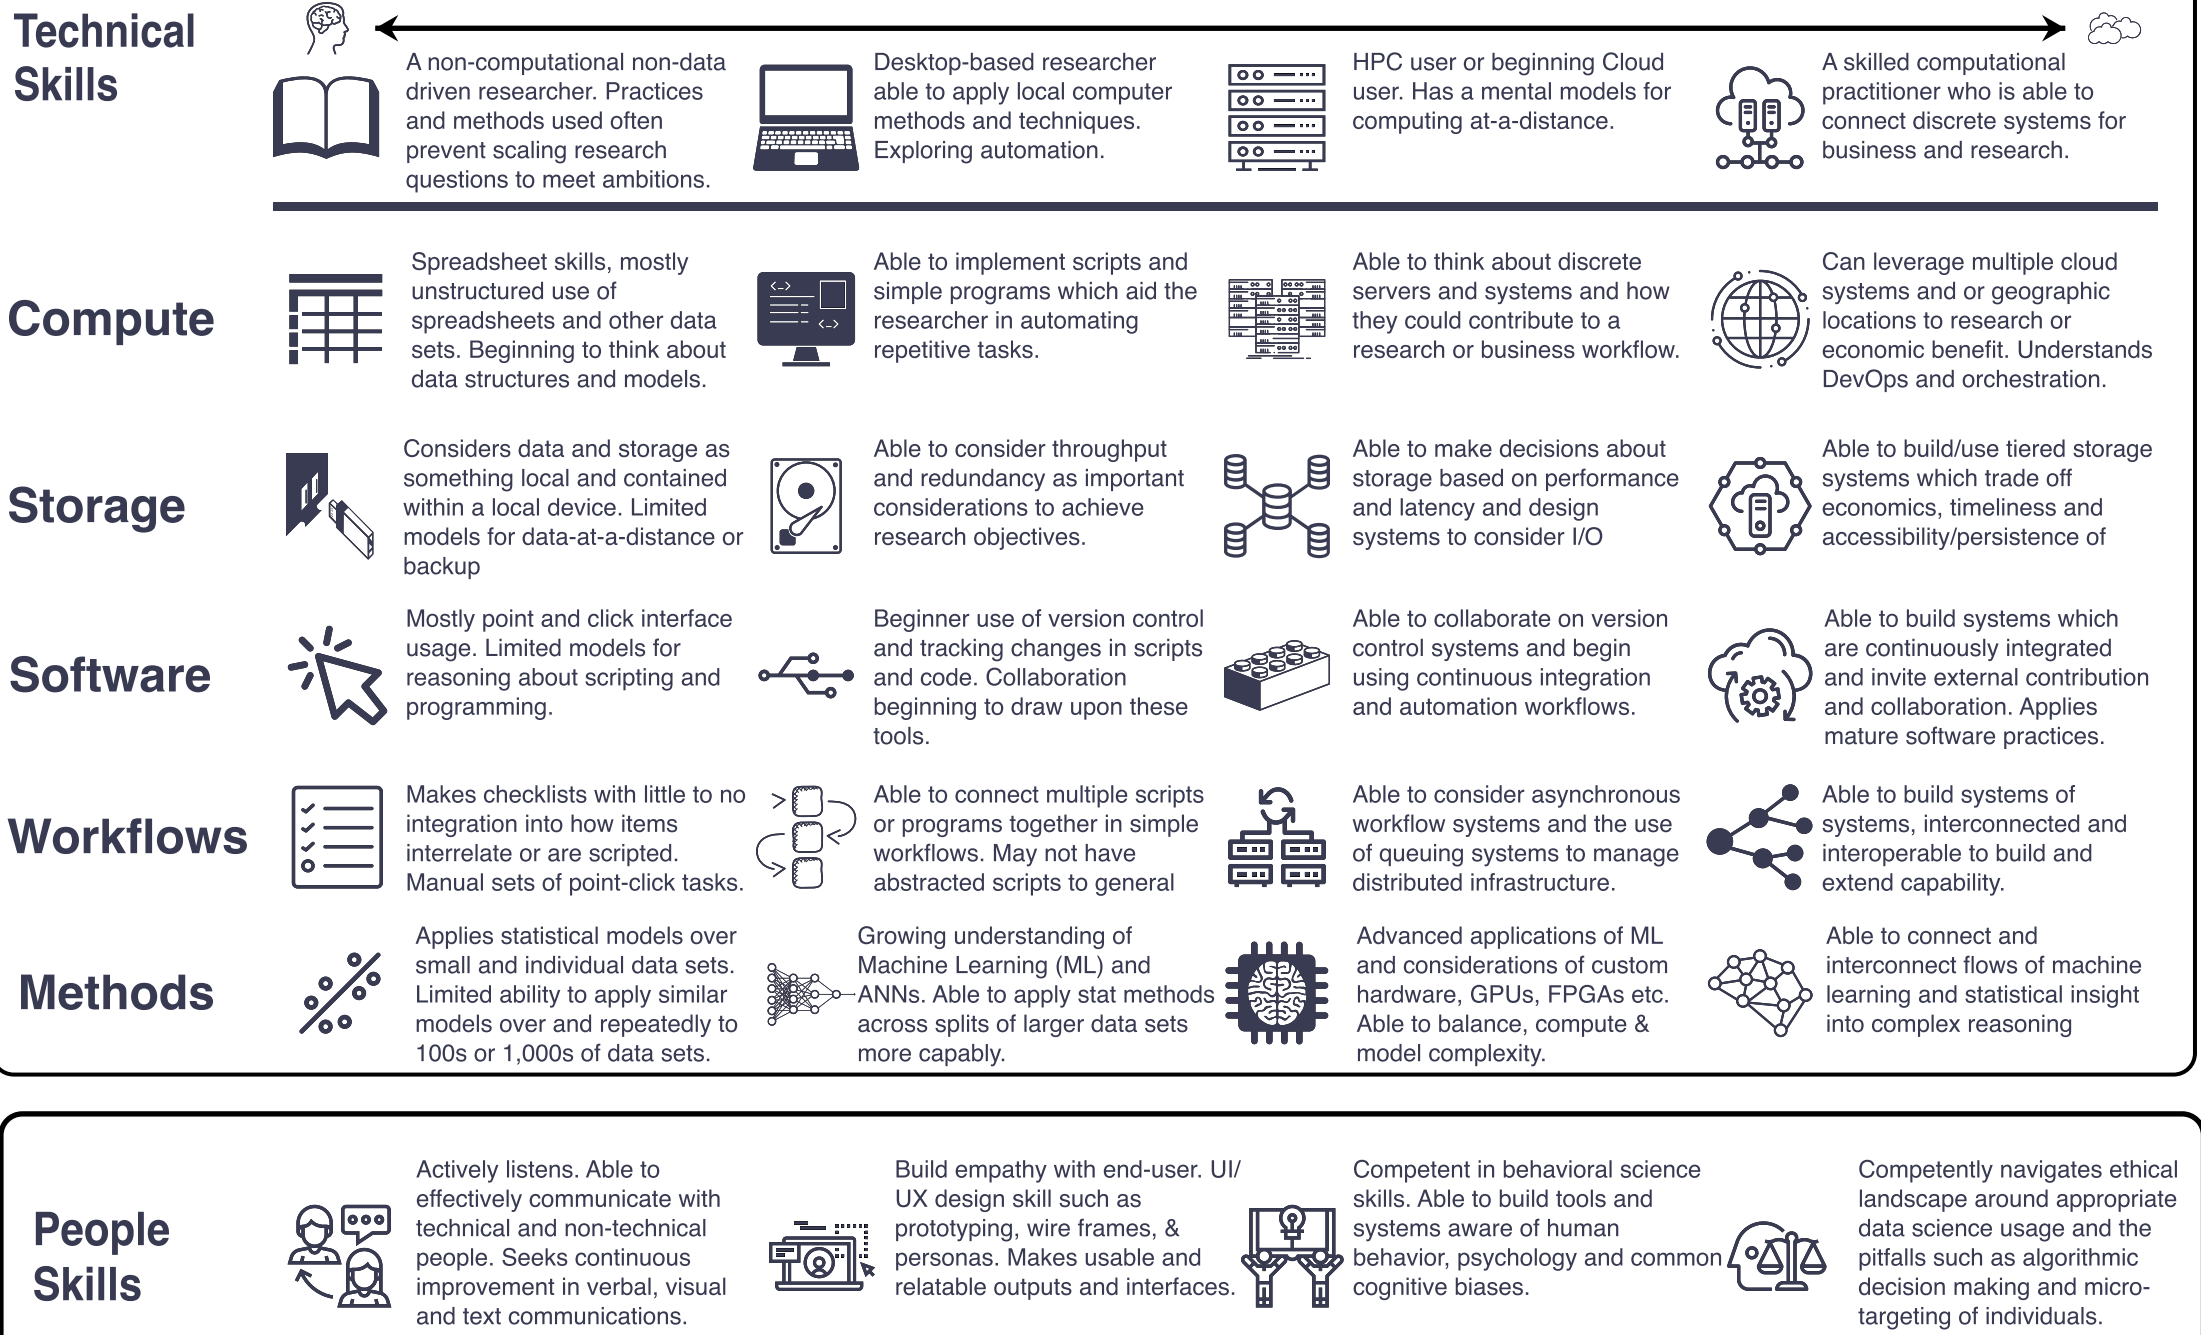 Technical
Skills
A non-computational non-data
driven researcher. Practices
and methods used often
prevent scaling research
questions to meet ambitions.
Desktop-based researcher
able to apply local computer
methods and techniques.
Exploring automation.
HPC user or beginning Cloud
user. Has a mental models for
computing at-a-distance.
A skilled computational
practitioner who is able to
connect discrete systems for
business and research.
Compute
Spreadsheet skills, mostly
unstructured use of
spreadsheets and other data
sets. Beginning to think about
data structures and models.
Able to implement scripts and
simple programs which aid the
researcher in automating
repetitive tasks.
Able to think about discrete
servers and systems and how
they could contribute to a
research or business workflow.
Can leverage multiple cloud
systems and or geographic
locations to research or
economic benefit. Understands
DevOps and orchestration.
Storage
Considers data and storage as
something local and contained
within a local device. Limited
models for data-at-a-distance or
backup
Able to consider throughput
and redundancy as important
considerations to achieve
research objectives.
Able to make decisions about
storage based on performance
and latency and design
systems to consider I/O
Able to build/use tiered storage
systems which trade off
economics, timeliness and
accessibility/persistence of
Software
Mostly point and click interface
usage. Limited models for
reasoning about scripting and
programming.
Beginner use of version control
and tracking changes in scripts
and code. Collaboration
beginning to draw upon these
tools.
Able to collaborate on version
control systems and begin
using continuous integration
and automation workflows.
Able to build systems which
are continuously integrated
and invite external contribution
and collaboration. Applies
mature software practices.
Workflows
Makes checklists with little to no
integration into how items
interrelate or are scripted.
Manual sets of point-click tasks.
Able to connect multiple scripts
or programs together in simple
workflows. May not have
abstracted scripts to general
Able to consider asynchronous
workflow systems and the use
of queuing systems to manage
distributed infrastructure.
Able to build systems of
systems, interconnected and
interoperable to build and
extend capability.
Methods
Applies statistical models over
small and individual data sets.
Limited ability to apply similar
models over and repeatedly to
100s or 1,000s of data sets.
Growing understanding of
Machine Learning (ML) and
ANNs. Able to apply stat methods
across splits of larger data sets
more capably.
Advanced applications of ML
and considerations of custom
hardware, GPUs, FPGAs etc.
Able to balance, compute &
model complexity.
Able to connect and
interconnect flows of machine
learning and statistical insight
into complex reasoning
People
Skills
Actively listens. Able to
effectively communicate with
technical and non-technical
people. Seeks continuous
improvement in verbal, visual
and text communications.
Build empathy with end-user. UI/
UX design skill such as
prototyping, wire frames, &
personas. Makes usable and
relatable outputs and interfaces.
Competent in behavioral science
skills. Able to build tools and
systems aware of human
behavior, psychology and common
cognitive biases.
Competently navigates ethical
landscape around appropriate
data science usage and the
pitfalls such as algorithmic
decision making and micro-
targeting of individuals.